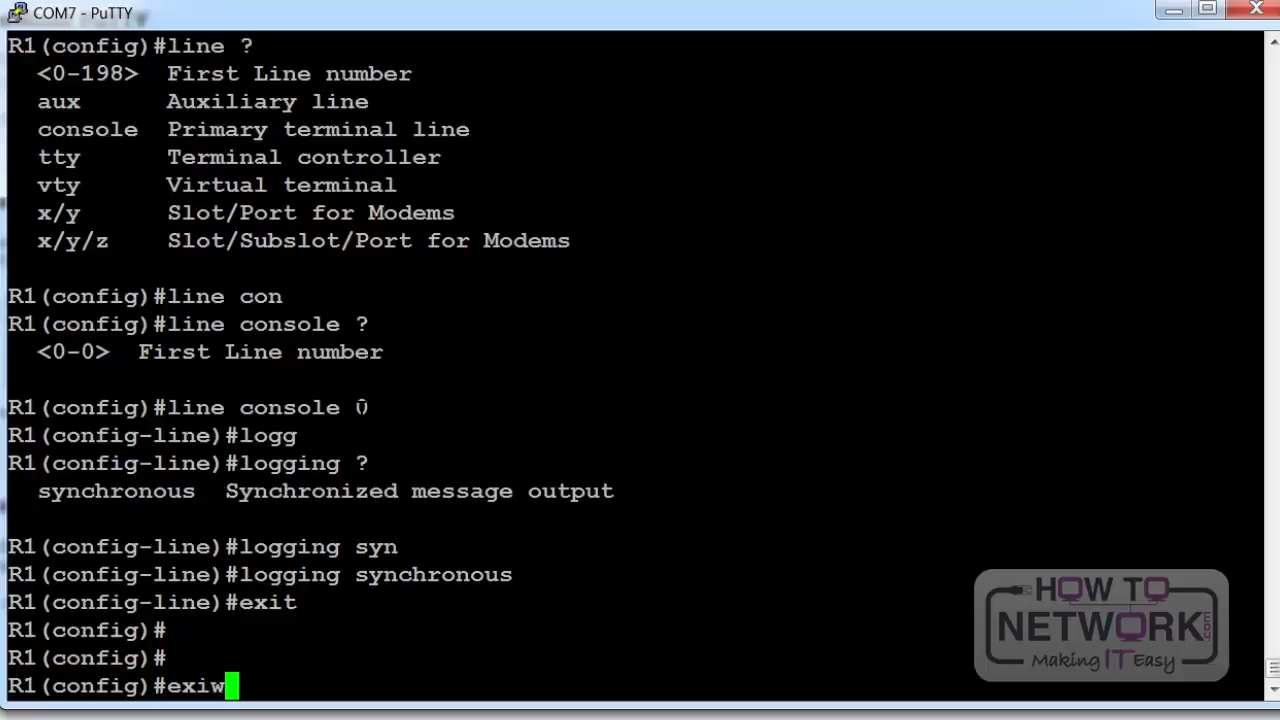 COM7 - PuTTY
R1(config)#line ?
<0-198> First Line number
aux Auxiliary line
console Primary terminal line
tty Terminal controller
vty Virtual terminal
x/y Slot/Port for Modems
x/y/z Slot/Subslot/Port for Modems
R1(config)#line con
R1(config)#line console ?
<0-0> First Line number
R1(config)#line console 0
R1(config-line)#logg
R1(config-line)#logging ?
synchronous Synchronized message output
R1(config-line)#logging syn
R1(config-line)#logging synchronous
R1(config-line)#exit
R1(config)#
R1(config)#
R1(config)#exiw
HOW TO
NETWORK.com
Making IT Easy